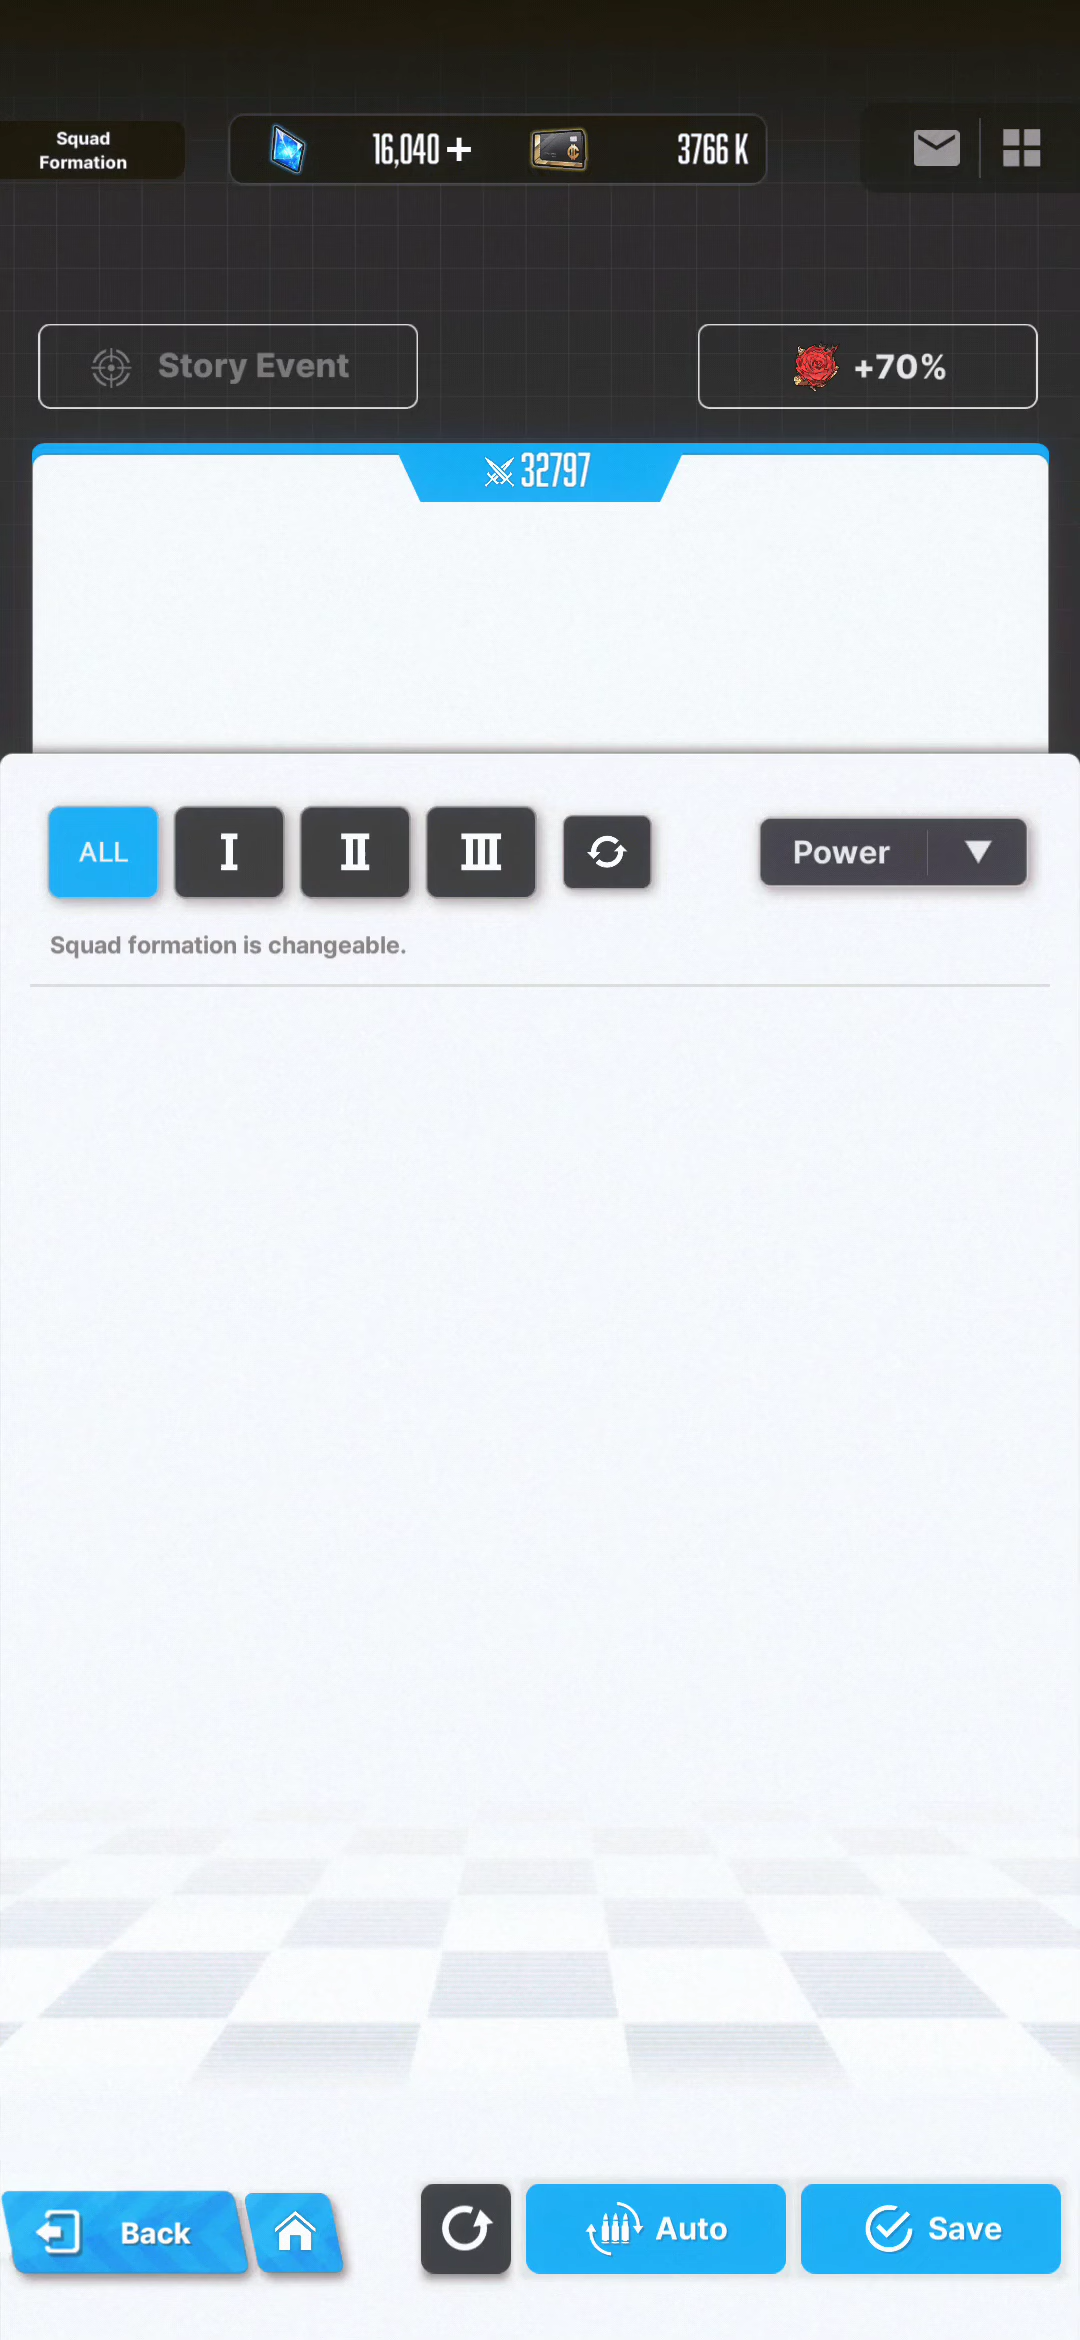 Squad
Formation
16,040
3766 K
Story Event
+70%
32797
ALL
I
II
III
Power
Squad formation is changeable.
Back
Auto
Save